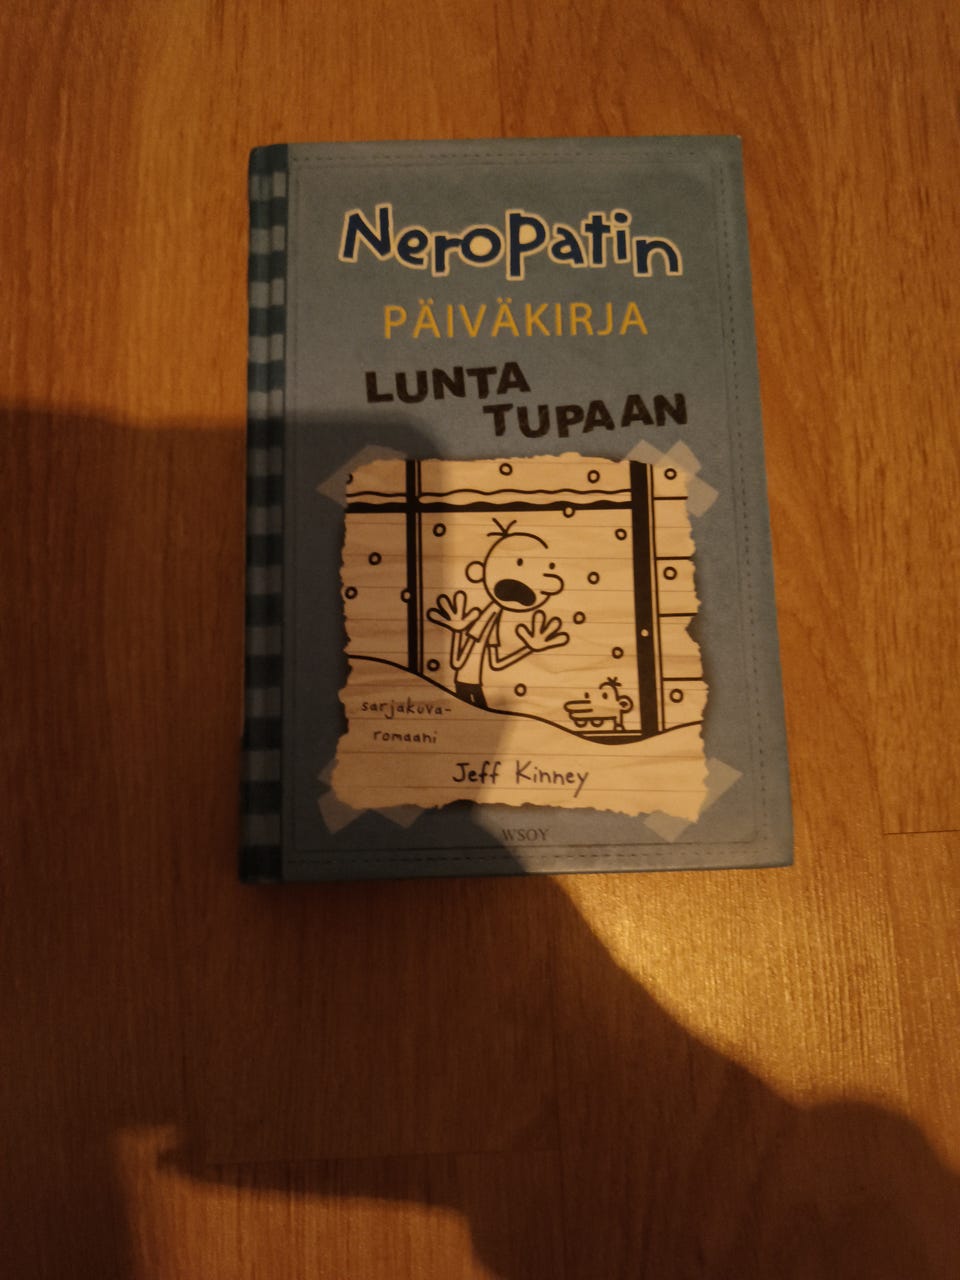 Neropatin
PÄIVÄKIRJA
LUNTA
TUPAAN
sarjakuva-
romaani
Jeff Kinney
WSOY